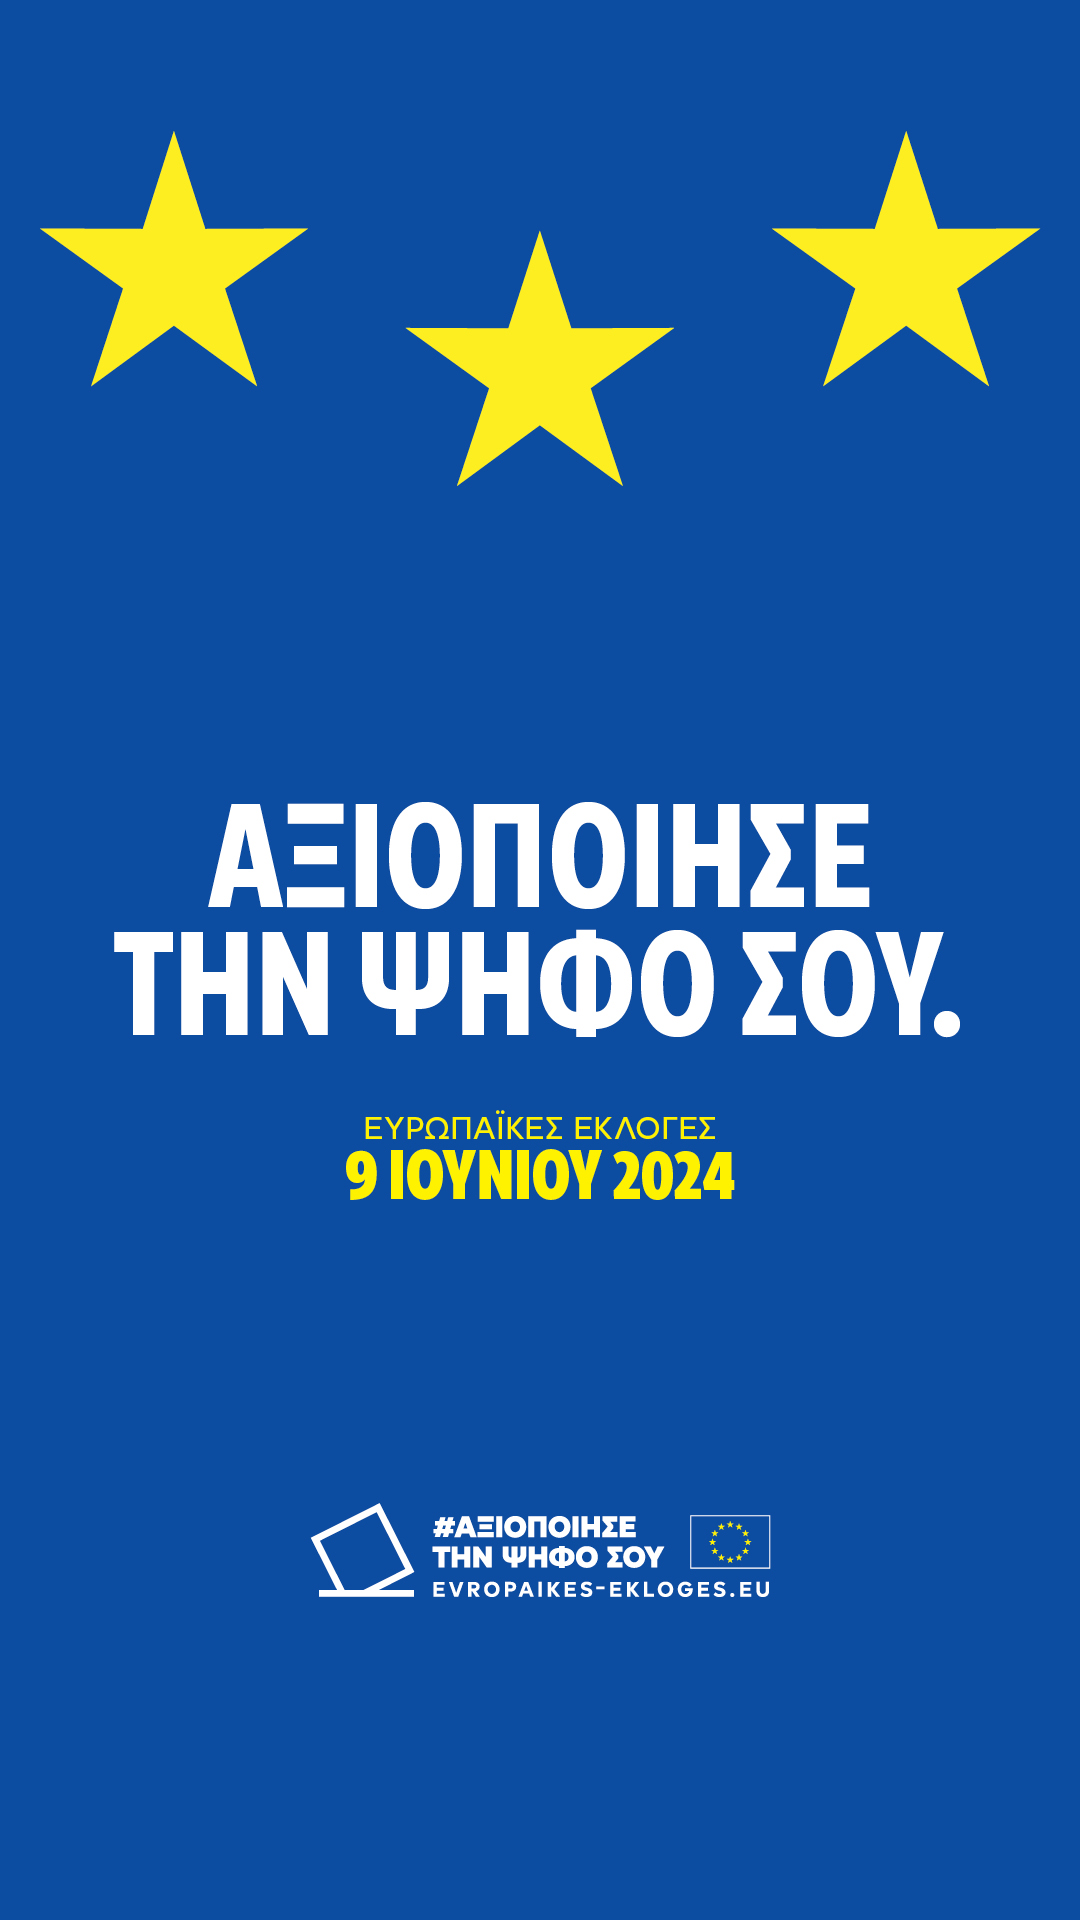 ΑΞΙΟΠΟΙΗΣΕ
ΤΗΝ ΨΗΦΟ ΣΟΥ.
ΕΥΡΩΠΑΪΚΕΣ ΕΚΛΟΓΕΣ
9 ΙΟΥΝΙΟΥ 2024
#ΑΞΙΟΠΟΙΗΣΕ
ΤΗΝ ΨΗΦΟ ΣΟΥ
EVROPAIKES-EKLOGES.EU